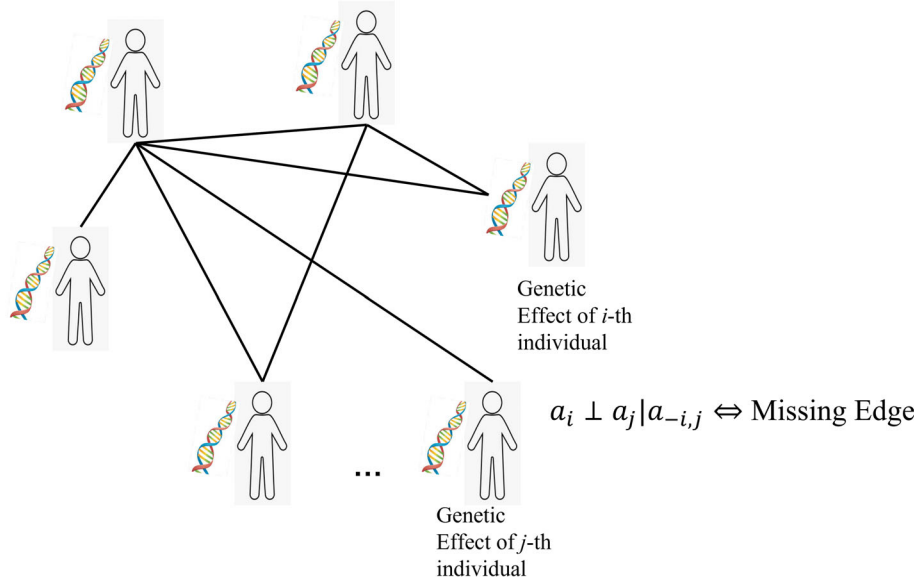 Genetic
Effect of i-th
individual
a_i ⊥ a_j|a_{−i,j} ⇔ Missing Edge
...
Genetic
Effect of j-th
individual